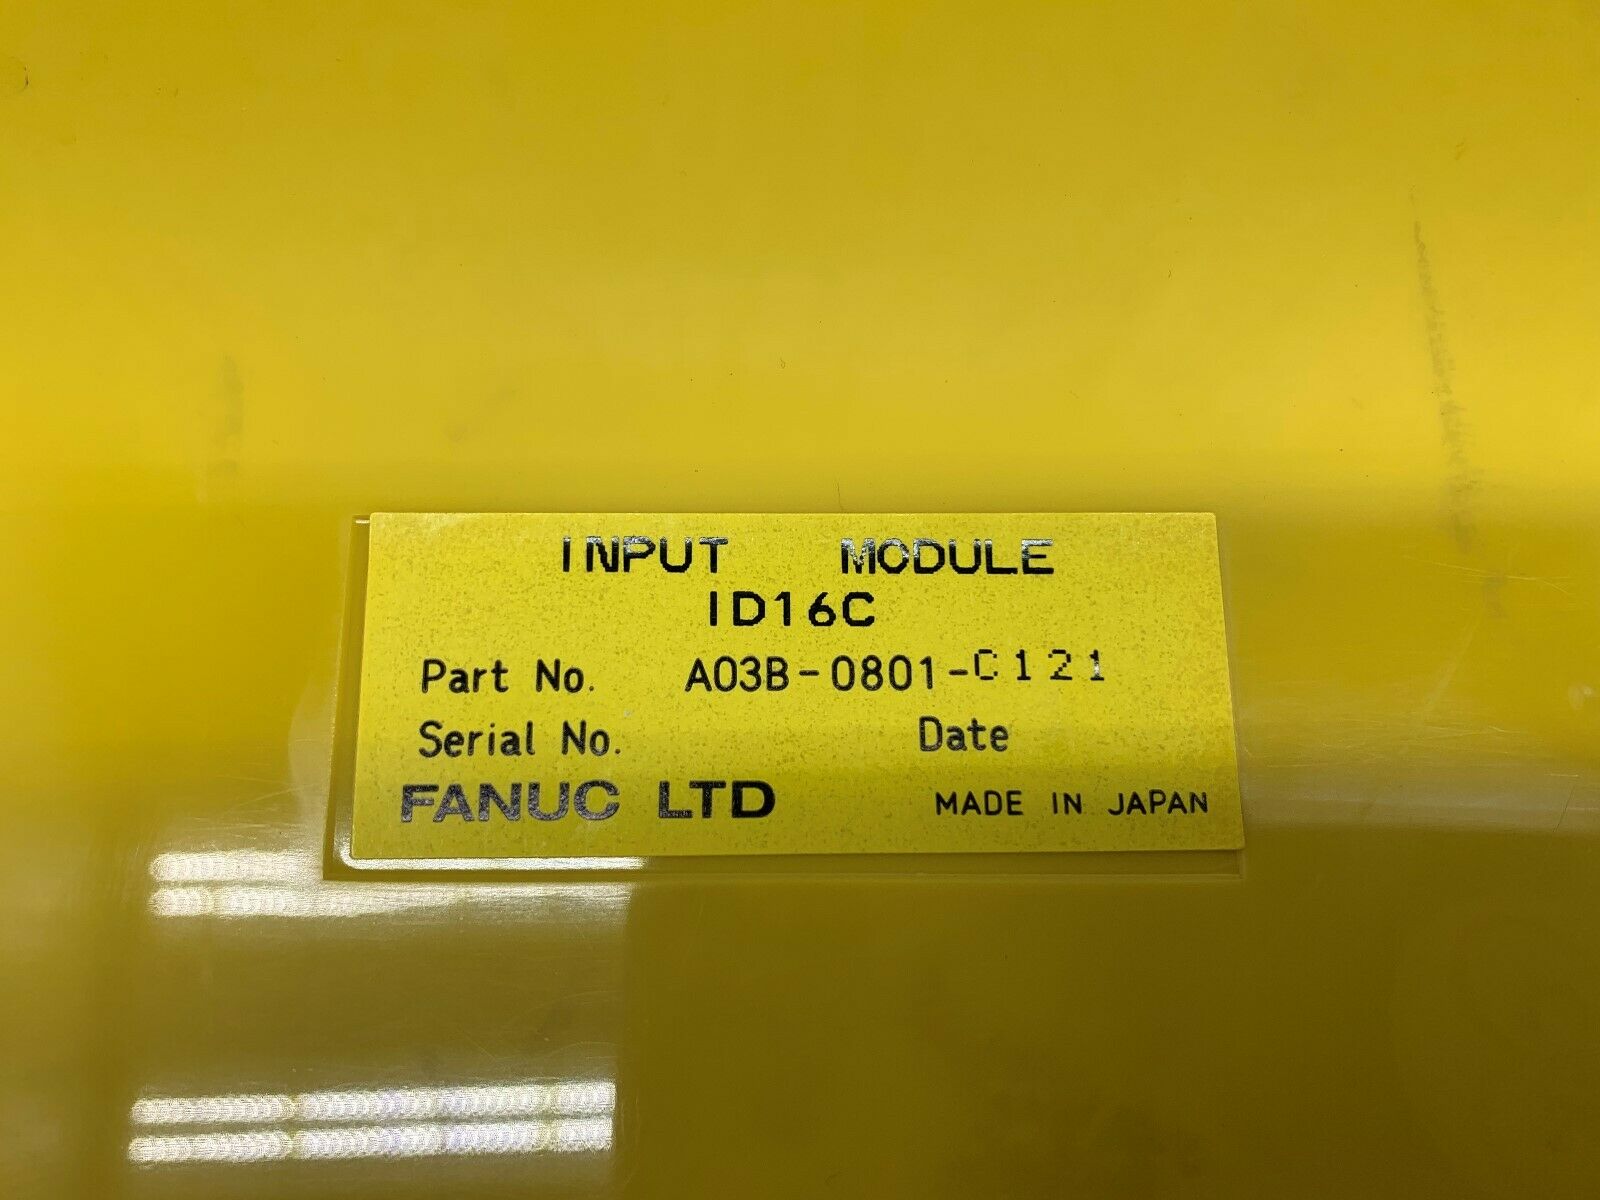 INPUT MODULE
ID16C
Part No. A03B-0801-C121
Serial No. Date
FANUC LTD MADE IN JAPAN